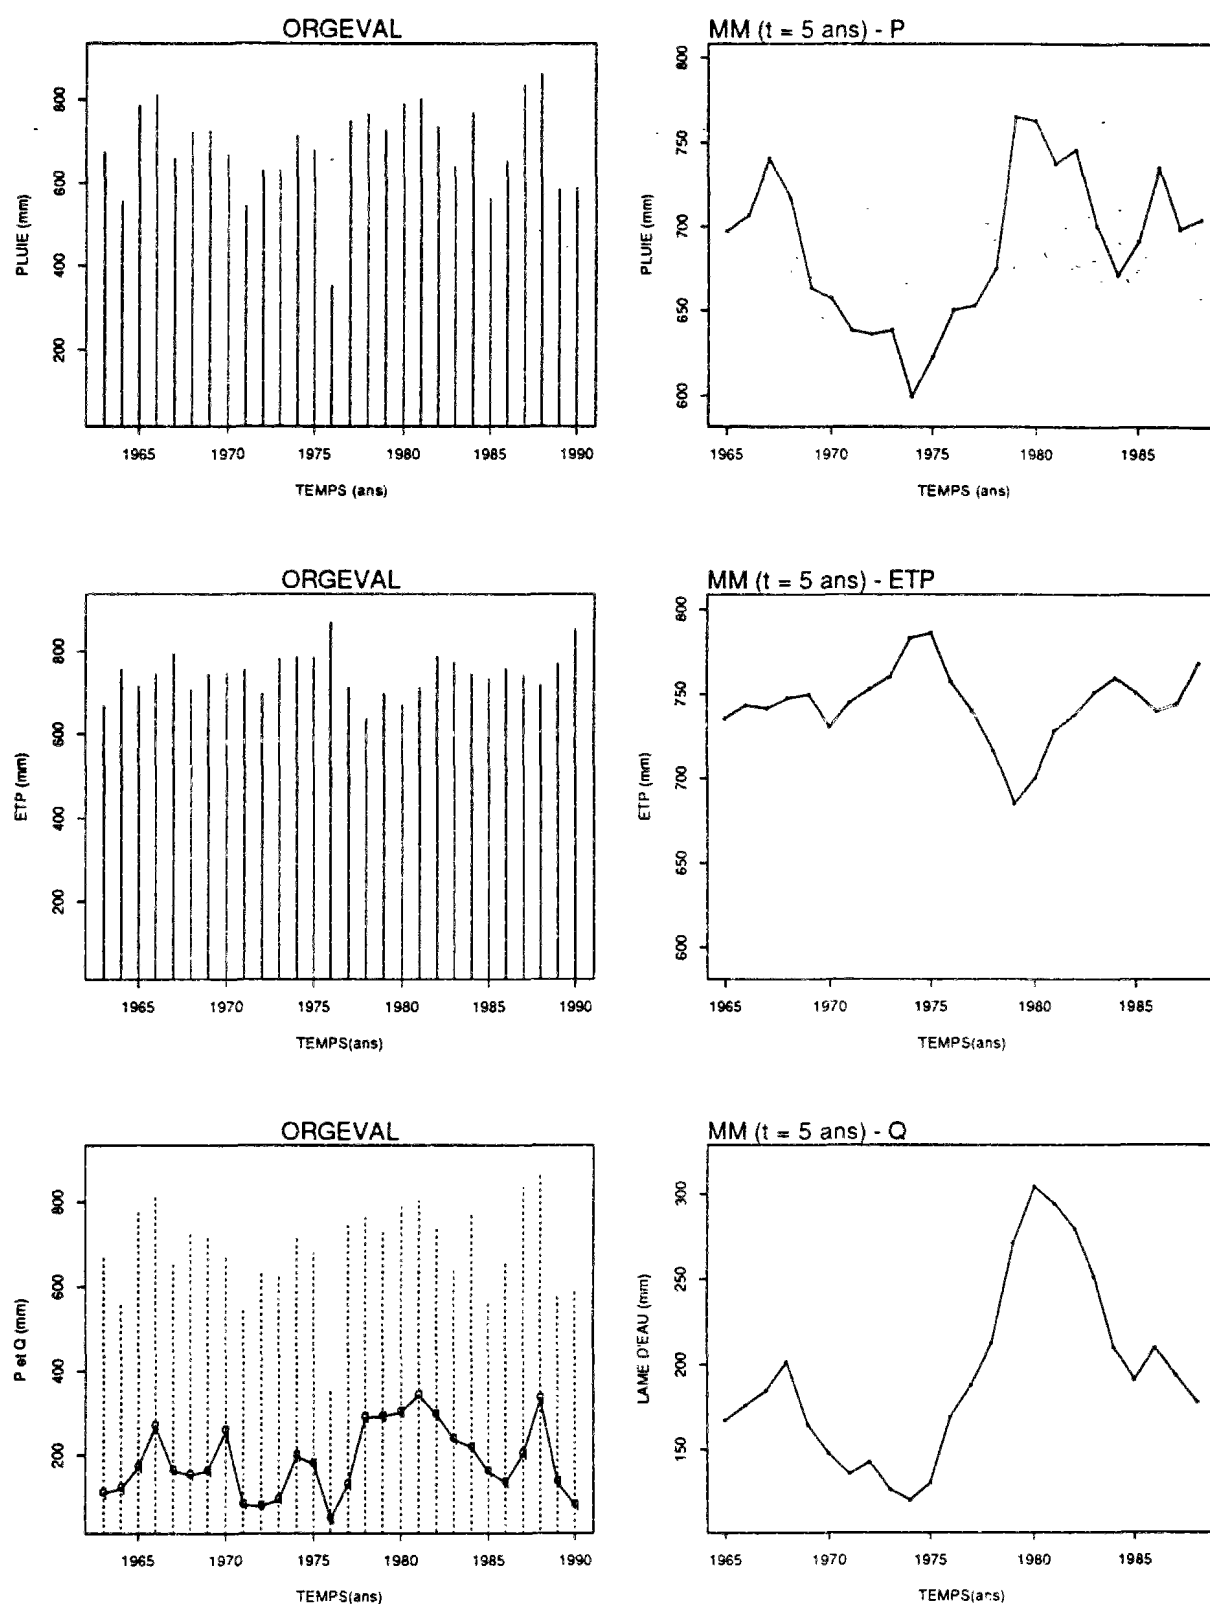 ORGEVAL
PLUIE (mm)
800
600
400
200
1965 1970 1975 1980 1985 1990
TEMPS (ans)
MM (t = 5 ans) - P
PLUIE (mm)
800
750
700
650
600
1965 1970 1975 1980 1985
TEMPS (ans)
ORGEVAL
ETP (mm)
800
600
400
200
1965 1970 1975 1980 1985 1990
TEMPS(ans)
MM (t = 5 ans) - ETP
ETP (mm)
800
750
700
650
600
1965 1970 1975 1980 1985
TEMPS(ans)
ORGEVAL
P et Q (mm)
800
600
400
200
1965 1970 1975 1980 1985 1990
TEMPS(ans)
MM (t = 5 ans) - Q
LAME D'EAU (mm)
300
250
200
150
1965 1970 1975 1980 1985
TEMPS(ans)